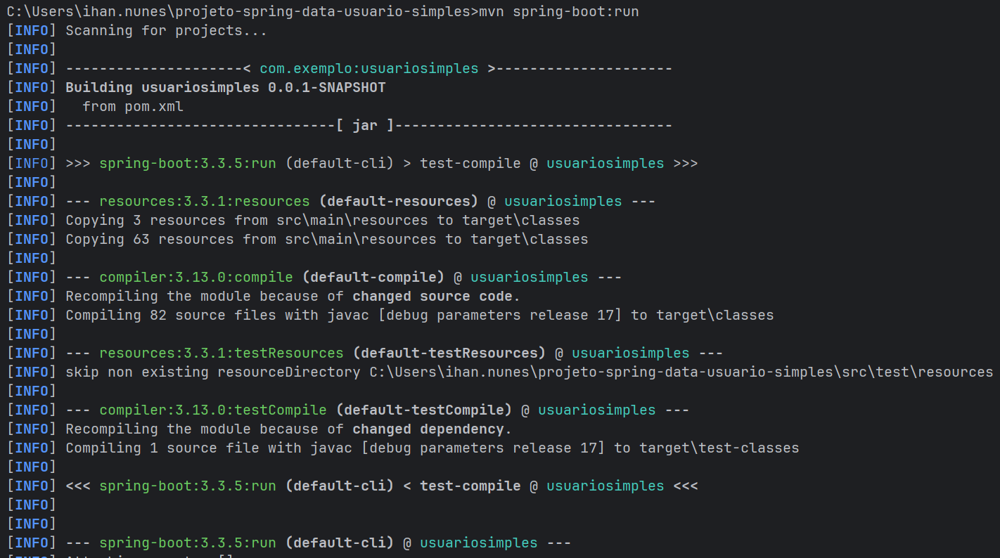 C:\Users\ihan.nunes\projeto-spring-data-usuario-simples>mvn spring-boot:run
[INFO] Scanning for projects...
[INFO]
[INFO] ---------------------< com.exemplo:usuariosimples >---------------------
[INFO] Building usuariosimples 0.0.1-SNAPSHOT
[INFO]   from pom.xml
[INFO] --------------------------------[ jar ]---------------------------------
[INFO]
[INFO] >>> spring-boot:3.3.5:run (default-cli) > test-compile @ usuariosimples >>>
[INFO]
[INFO] --- resources:3.3.1:resources (default-resources) @ usuariosimples ---
[INFO] Copying 3 resources from src\main\resources to target\classes
[INFO] Copying 63 resources from src\main\resources to target\classes
[INFO]
[INFO] --- compiler:3.13.0:compile (default-compile) @ usuariosimples ---
[INFO] Recompiling the module because of changed source code.
[INFO] Compiling 82 source files with javac [debug parameters release 17] to target\classes
[INFO]
[INFO] --- resources:3.3.1:testResources (default-testResources) @ usuariosimples ---
[INFO] skip non existing resourceDirectory C:\Users\ihan.nunes\projeto-spring-data-usuario-simples\src\test\resources
[INFO]
[INFO] --- compiler:3.13.0:testCompile (default-testCompile) @ usuariosimples ---
[INFO] Recompiling the module because of changed dependency.
[INFO] Compiling 1 source file with javac [debug parameters release 17] to target\test-classes
[INFO]
[INFO] <<< spring-boot:3.3.5:run (default-cli) < test-compile @ usuariosimples <<<
[INFO]
[INFO]
[INFO] --- spring-boot:3.3.5:run (default-cli) @ usuariosimples ---